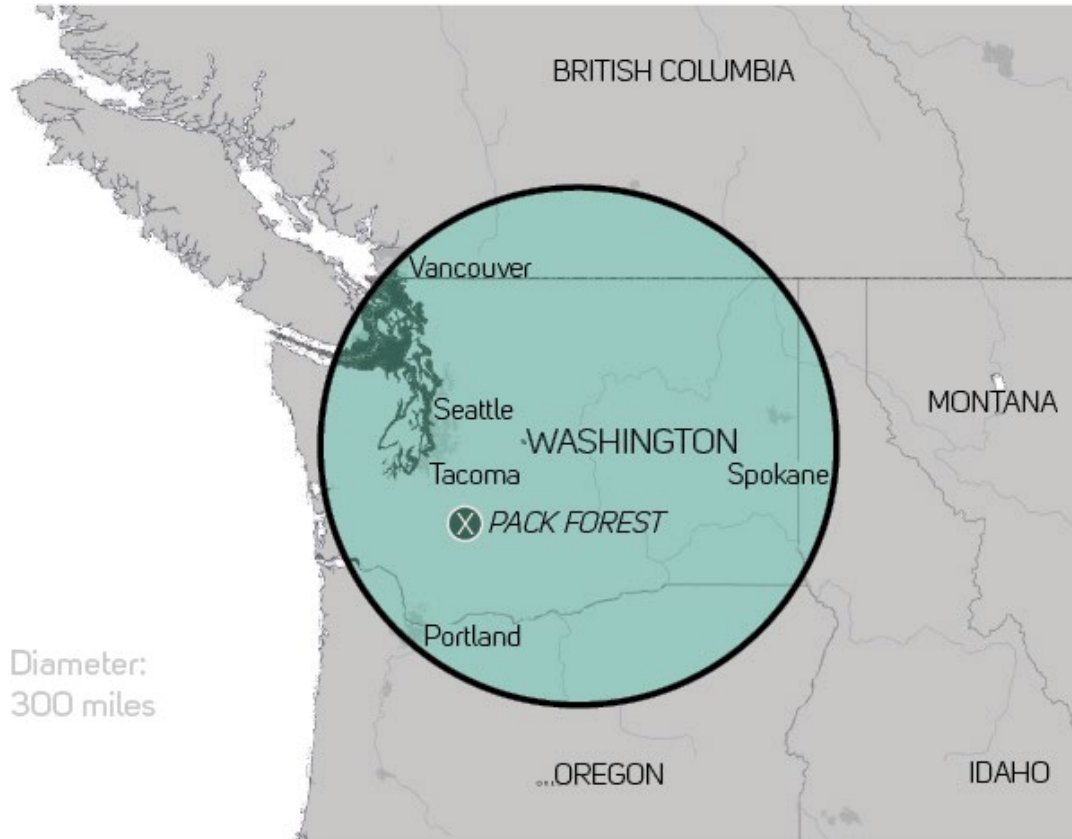 BRITISH COLUMBIA
Vancouver
MONTANA
Seattle
WASHINGTON
Tacoma
Spokane
X PACK FOREST
Portland
Diameter:
300 miles
OREGON
IDAHO